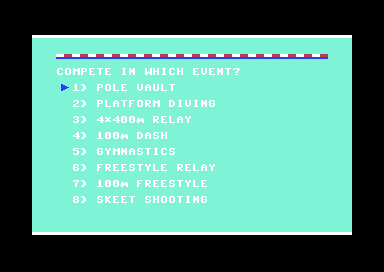 COMPETE IN WHICH EVENT?
1) POLE VAULT
2) PLATFORM DIVING
3) 4×400m RELAY
4) 100m DASH
5) GYMNASTICS
6) FREESTYLE RELAY
7) 100m FREESTYLE
8) SKEET SHOOTING